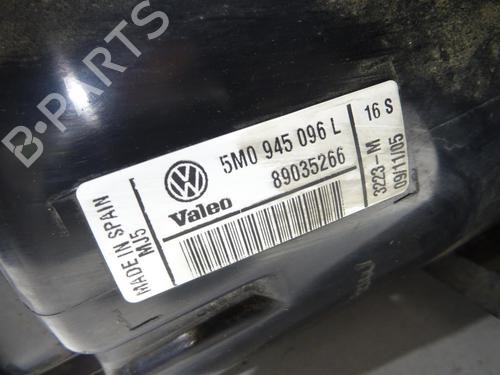 B-PARTS
5M0 945 096 L
89035266
Valeo
16 S
3223-M
09/11/05
MADE IN SPAIN
MJ5